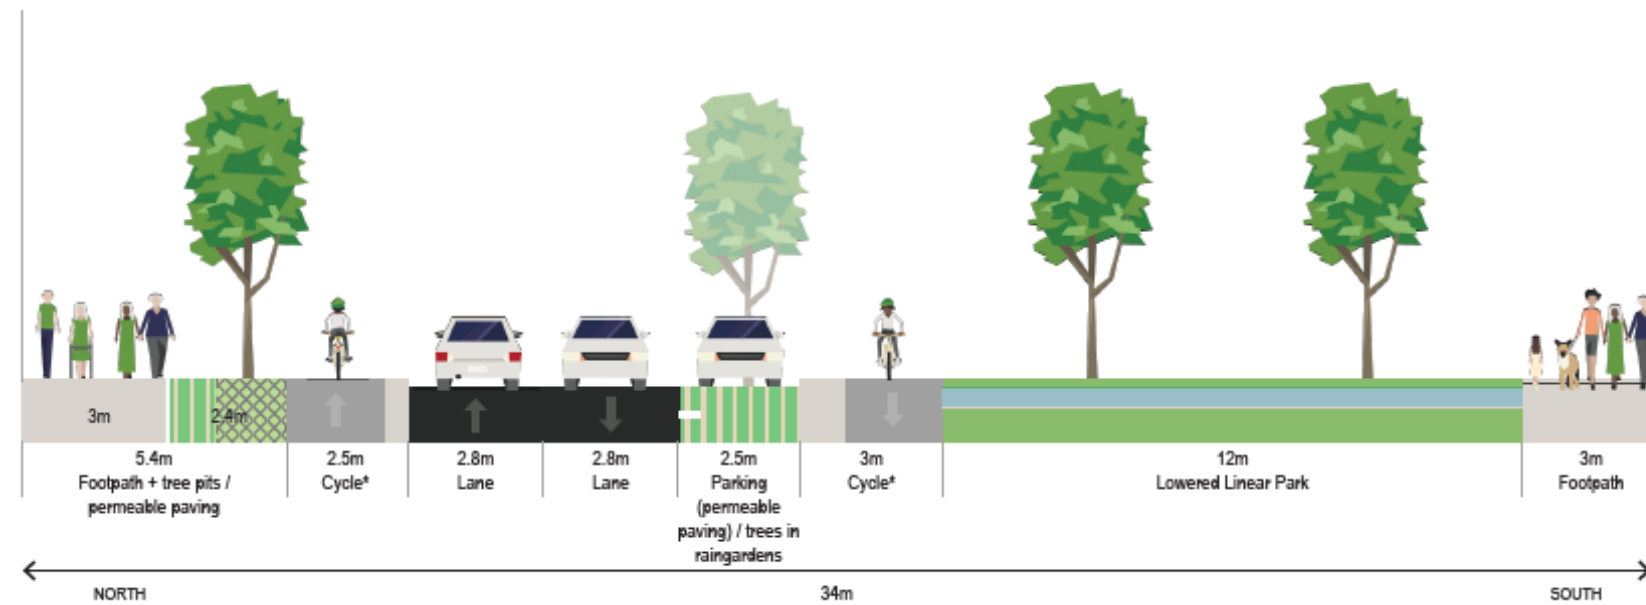 3m
2.4m
5.4m
Footpath + tree pits /
permeable paving
2.5m
Cycle*
2.8m
Lane
2.8m
Lane
2.5m
Parking
(permeable
paving) / trees in
raingardens
3m
Cycle*
12m
Lowered Linear Park
3m
Footpath
NORTH
34m
SOUTH